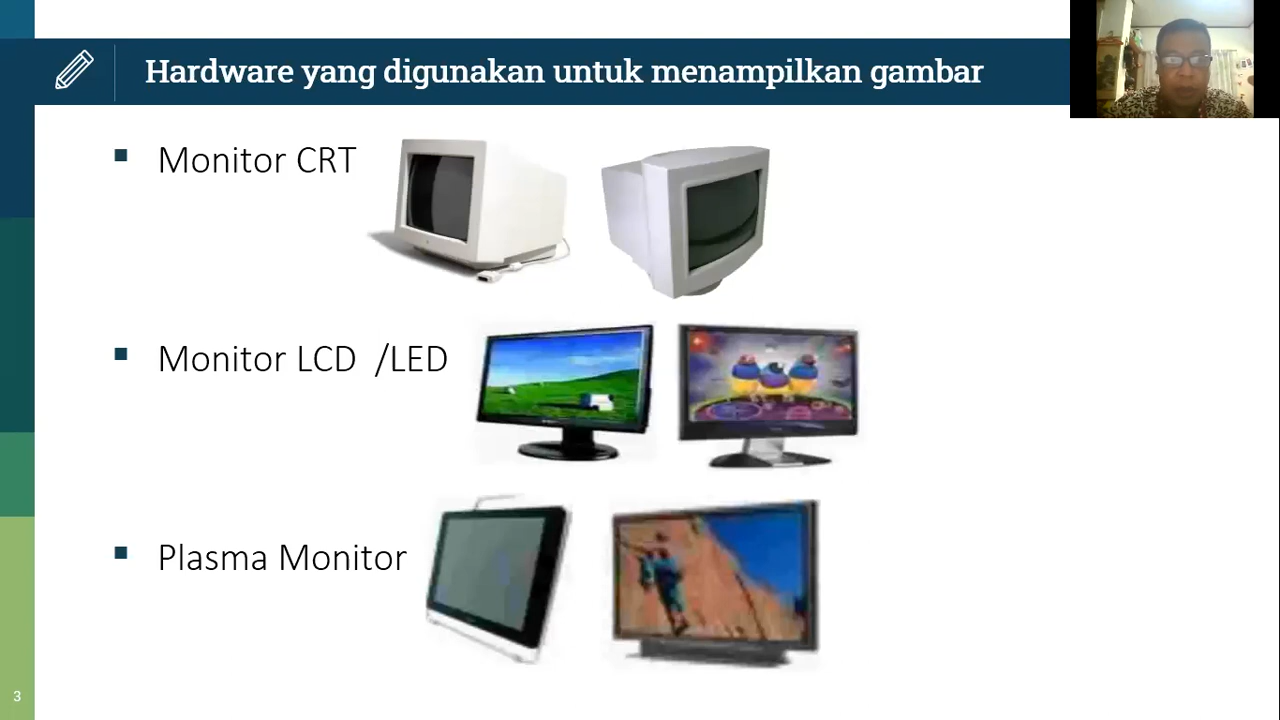 Hardware yang digunakan untuk menampilkan gambar
Monitor CRT
Monitor LCD /LED
Plasma Monitor
3